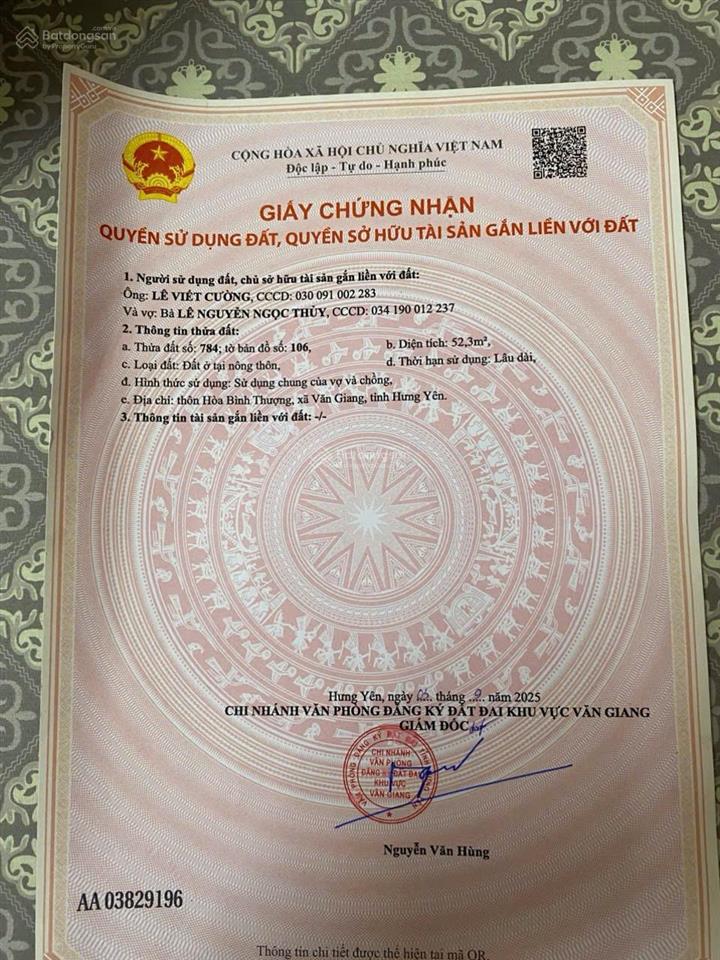 Batdongsan
by PropertyGuru
CỘNG HÒA XÃ HỘI CHỦ NGHĨA VIỆT NAM
Độc lập - Tự do - Hạnh phúc
GIẤY CHỨNG NHẬN
QUYỀN SỬ DỤNG ĐẤT, QUYỀN SỞ HỮU TÀI SẢN GẮN LIỀN VỚI ĐẤT
1. Người sử dụng đất, chủ sở hữu tài sản gắn liền với đất:
Ông: LÊ VIẾT CƯỜNG, CCCD: 030 091 002 283
Và vợ: Bà LÊ NGUYỄN NGỌC THÙY, CCCD: 034 190 012 237
2. Thông tin thửa đất:
a. Thửa đất số: 784; tờ bản đồ số: 106, b. Diện tích: 52,3m²,
c. Loại đất: Đất ở tại nông thôn, d. Thời hạn sử dụng: Lâu dài,
đ. Hình thức sử dụng: Sử dụng chung của vợ và chồng,
e. Địa chỉ: thôn Hòa Bình Thượng, xã Văn Giang, tỉnh Hưng Yên.
3. Thông tin tài sản gắn liền với đất: -/-
Hưng Yên, ngày tháng 9 năm 2025
CHI NHÁNH VĂN PHÒNG ĐĂNG KÝ ĐẤT ĐAI KHU VỰC VĂN GIANG
GIÁM ĐỐC
CHI NHÁNH
VĂN PHÒNG
ĐĂNG KÝ ĐẤT ĐAI
KHU VỰC
VĂN GIANG
Nguyễn Văn Hùng
AA 03829196
Thông tin chi tiết được thể hiện tại mã QR.